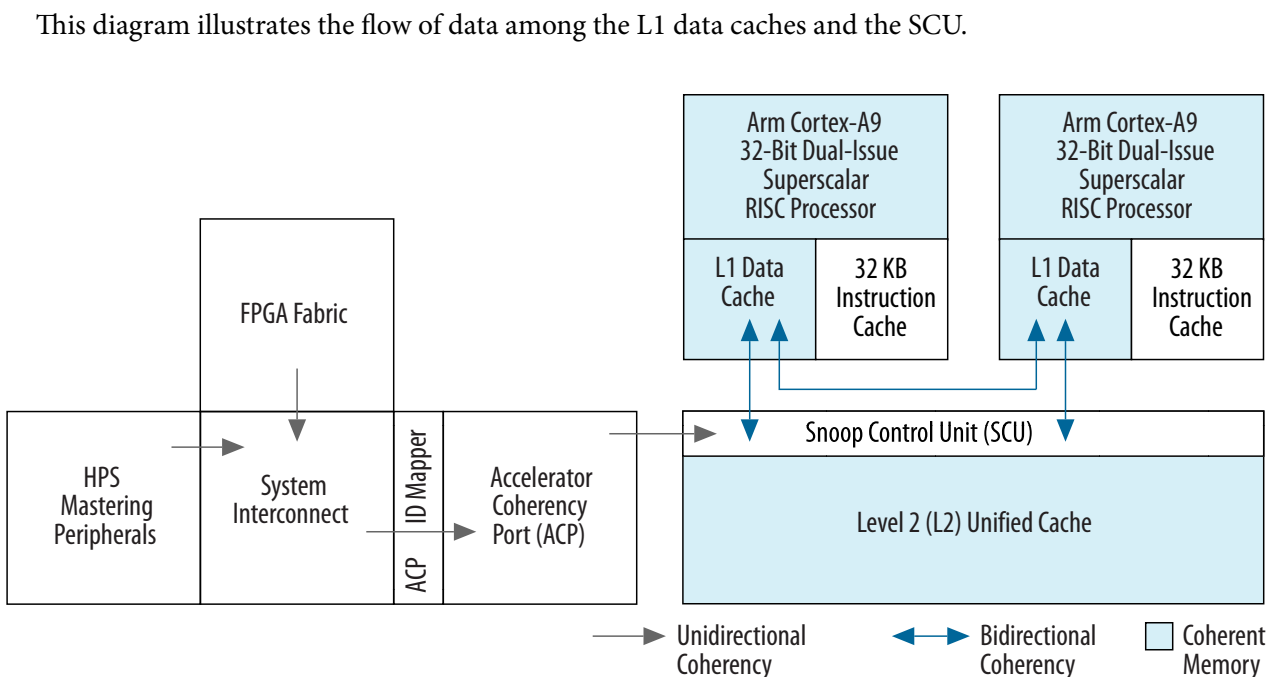 This diagram illustrates the flow of data among the L1 data caches and the SCU.
Arm Cortex-A9
32-Bit Dual-Issue
Superscalar
RISC Processor
L1 Data
Cache
32 KB
Instruction
Cache
Arm Cortex-A9
32-Bit Dual-Issue
Superscalar
RISC Processor
L1 Data
Cache
32 KB
Instruction
Cache
FPGA Fabric
HPS
Mastering
Peripherals
System
Interconnect
ACP ID Mapper
Accelerator
Coherency
Port (ACP)
Snoop Control Unit (SCU)
Level 2 (L2) Unified Cache
Unidirectional
Coherency
Bidirectional
Coherency
Coherent
Memory